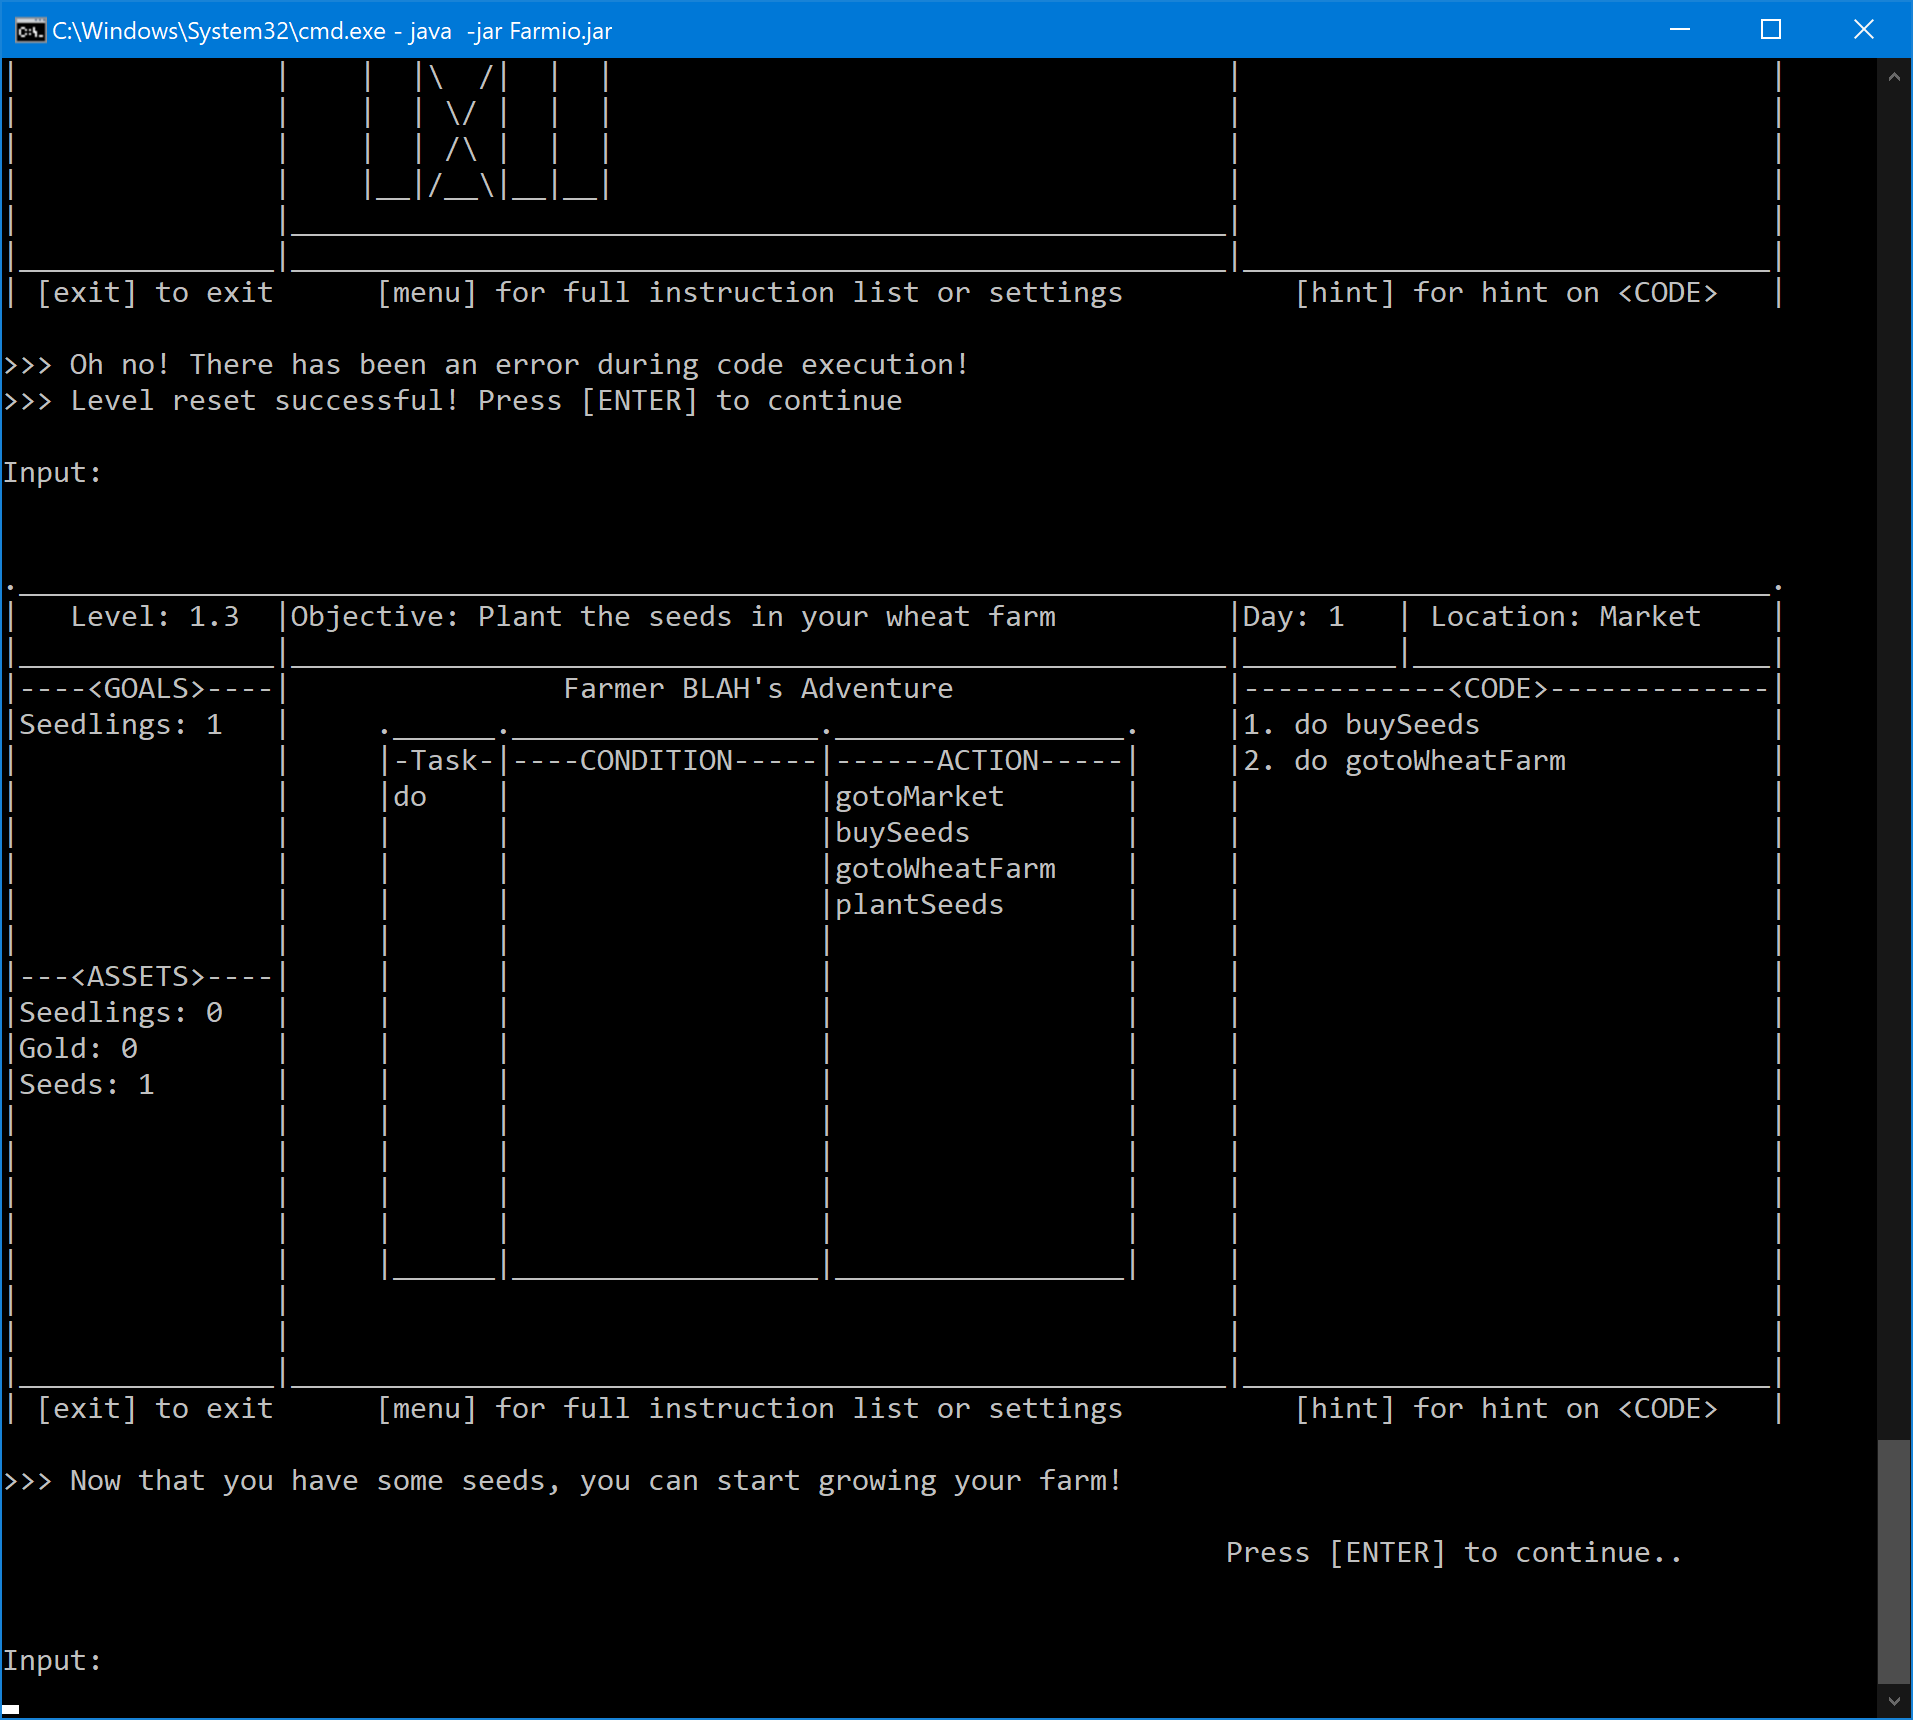 C:\Windows\System32\cmd.exe - java -jar Farmio.jar
[exit] to exit [menu] for full instruction list or settings [hint] for hint on <CODE>
>>> Oh no! There has been an error during code execution!
>>> Level reset successful! Press [ENTER] to continue
Input:
Level: 1.3 |Objective: Plant the seeds in your wheat farm |Day: 1 | Location: Market
----<GOALS>---- Farmer BLAH's Adventure ------------<CODE>-------------
Seedlings: 1 1. do buySeeds
-Task-|----CONDITION-----|------ACTION-----| 2. do gotoWheatFarm
do gotoMarket
buySeeds
gotoWheatFarm
plantSeeds
---<ASSETS>----
Seedlings: 0
Gold: 0
Seeds: 1
[exit] to exit [menu] for full instruction list or settings [hint] for hint on <CODE>
>>> Now that you have some seeds, you can start growing your farm!
Press [ENTER] to continue..
Input: